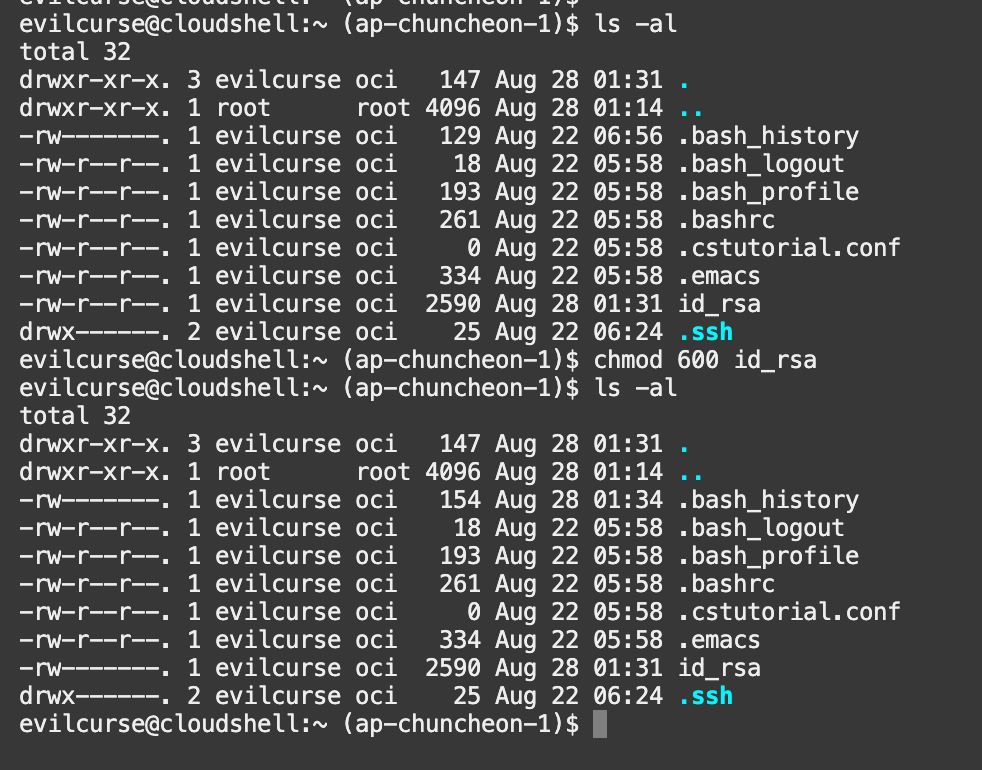 evilcurse@cloudshell:~ (ap-chuncheon-1)$
evilcurse@cloudshell:~ (ap-chuncheon-1)$ ls -al
total 32
drwxr-xr-x. 3 evilcurse oci   147 Aug 28 01:31 .
drwxr-xr-x. 1 root      root 4096 Aug 28 01:14 ..
-rw-------. 1 evilcurse oci   129 Aug 22 06:56 .bash_history
-rw-r--r--. 1 evilcurse oci    18 Aug 22 05:58 .bash_logout
-rw-r--r--. 1 evilcurse oci   193 Aug 22 05:58 .bash_profile
-rw-r--r--. 1 evilcurse oci   261 Aug 22 05:58 .bashrc
-rw-r--r--. 1 evilcurse oci     0 Aug 22 05:58 .cstutorial.conf
-rw-r--r--. 1 evilcurse oci   334 Aug 22 05:58 .emacs
-rw-r--r--. 1 evilcurse oci  2590 Aug 28 01:31 id_rsa
drwx------. 2 evilcurse oci    25 Aug 22 06:24 .ssh
evilcurse@cloudshell:~ (ap-chuncheon-1)$ chmod 600 id_rsa
evilcurse@cloudshell:~ (ap-chuncheon-1)$ ls -al
total 32
drwxr-xr-x. 3 evilcurse oci   147 Aug 28 01:31 .
drwxr-xr-x. 1 root      root 4096 Aug 28 01:14 ..
-rw-------. 1 evilcurse oci   154 Aug 28 01:34 .bash_history
-rw-r--r--. 1 evilcurse oci    18 Aug 22 05:58 .bash_logout
-rw-r--r--. 1 evilcurse oci   193 Aug 22 05:58 .bash_profile
-rw-r--r--. 1 evilcurse oci   261 Aug 22 05:58 .bashrc
-rw-r--r--. 1 evilcurse oci     0 Aug 22 05:58 .cstutorial.conf
-rw-r--r--. 1 evilcurse oci   334 Aug 22 05:58 .emacs
-rw-------. 1 evilcurse oci  2590 Aug 28 01:31 id_rsa
drwx------. 2 evilcurse oci    25 Aug 22 06:24 .ssh
evilcurse@cloudshell:~ (ap-chuncheon-1)$